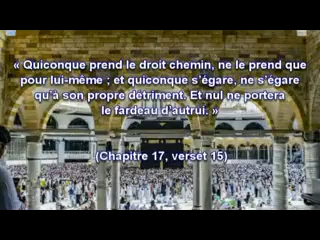 « Quiconque prend le droit chemin, ne le prend que
pour lui-même ; et quiconque s'égare, ne s'égare
qu'à son propre détriment. Et nul ne portera
le fardeau d'autrui. »
(Chapitre 17, verset 15)